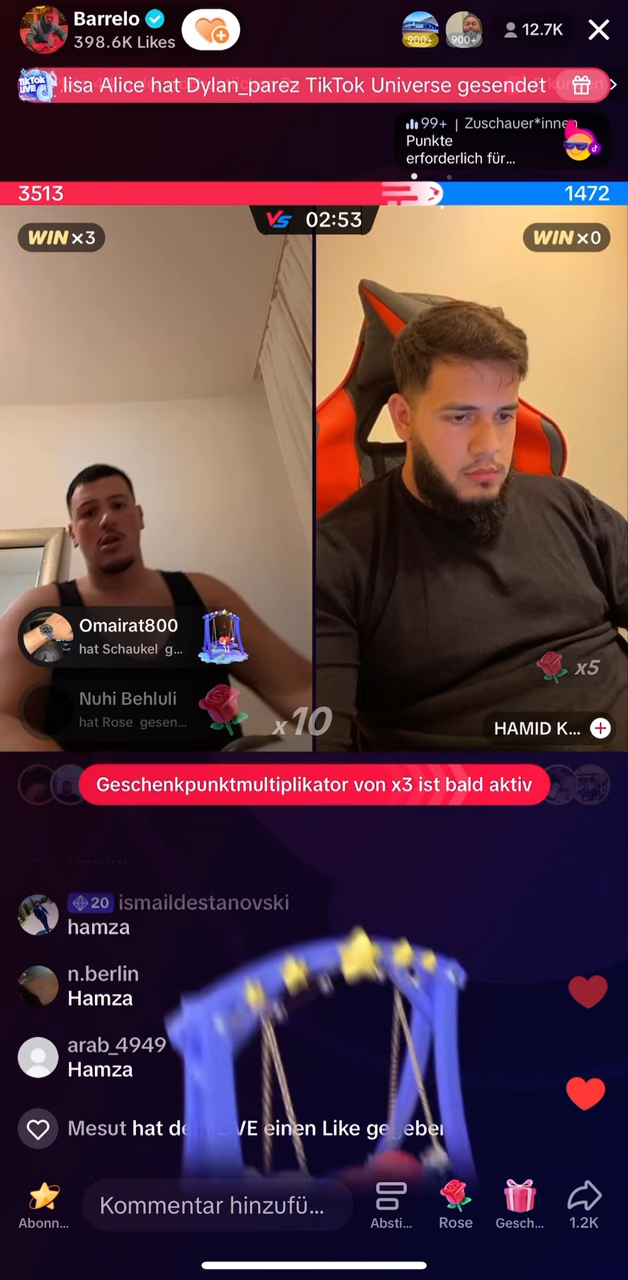 Barrelo
398.6K Likes
900+
900+
12.7K
TIKTOK LIVE
lisa Alice hat Dylan_parez TikTok Universe gesendet
99+ | Zuschauer*innen
Punkte
erforderlich für...
3513
1472
VS 02:53
WIN x3
WIN x0
Omairat800
hat Schaukel g...
Nuhi Behluli
hat Rose gesen...
x10
x5
HAMID K...
Geschenkpunktmultiplikator von x3 ist bald aktiv
20 ismaildestanovski
hamza
n.berlin
Hamza
arab_4949
Hamza
Mesut hat dem LIVE einen Like gegeben
Kommentar hinzufü...
Abonn...
Absti...
Rose
Gesch...
1.2K